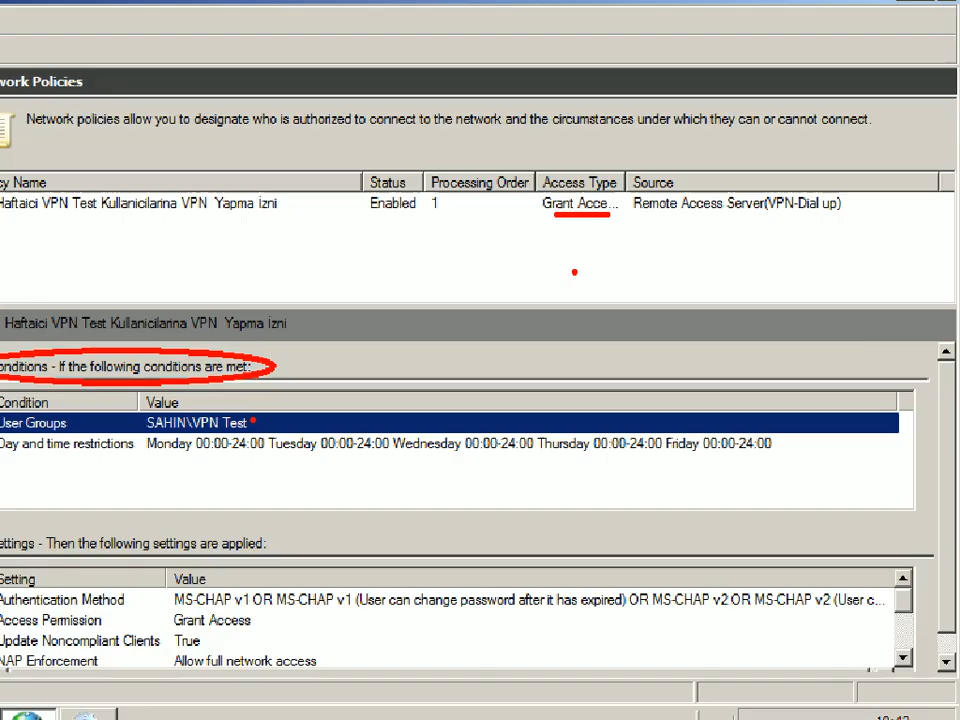 work Policies
Network policies allow you to designate who is authorized to connect to the network and the circumstances under which they can or cannot connect.
cy Name Status Processing Order Access Type Source
Haftaici VPN Test Kullanicilarina VPN Yapma izni Enabled 1 Grant Acce... Remote Access Server(VPN-Dial up)
Haftaici VPN Test Kullanicilarina VPN Yapma İzni
onditions - If the following conditions are met:
Condition Value
User Groups SAHIN\VPN Test
Day and time restrictions Monday 00:00-24:00 Tuesday 00:00-24:00 Wednesday 00:00-24:00 Thursday 00:00-24:00 Friday 00:00-24:00
ettings - Then the following settings are applied:
Setting Value
Authentication Method MS-CHAP v1 OR MS-CHAP v1 (User can change password after it has expired) OR MS-CHAP v2 OR MS-CHAP v2 (User c...
Access Permission Grant Access
Update Noncompliant Clients True
NAP Enforcement Allow full network access